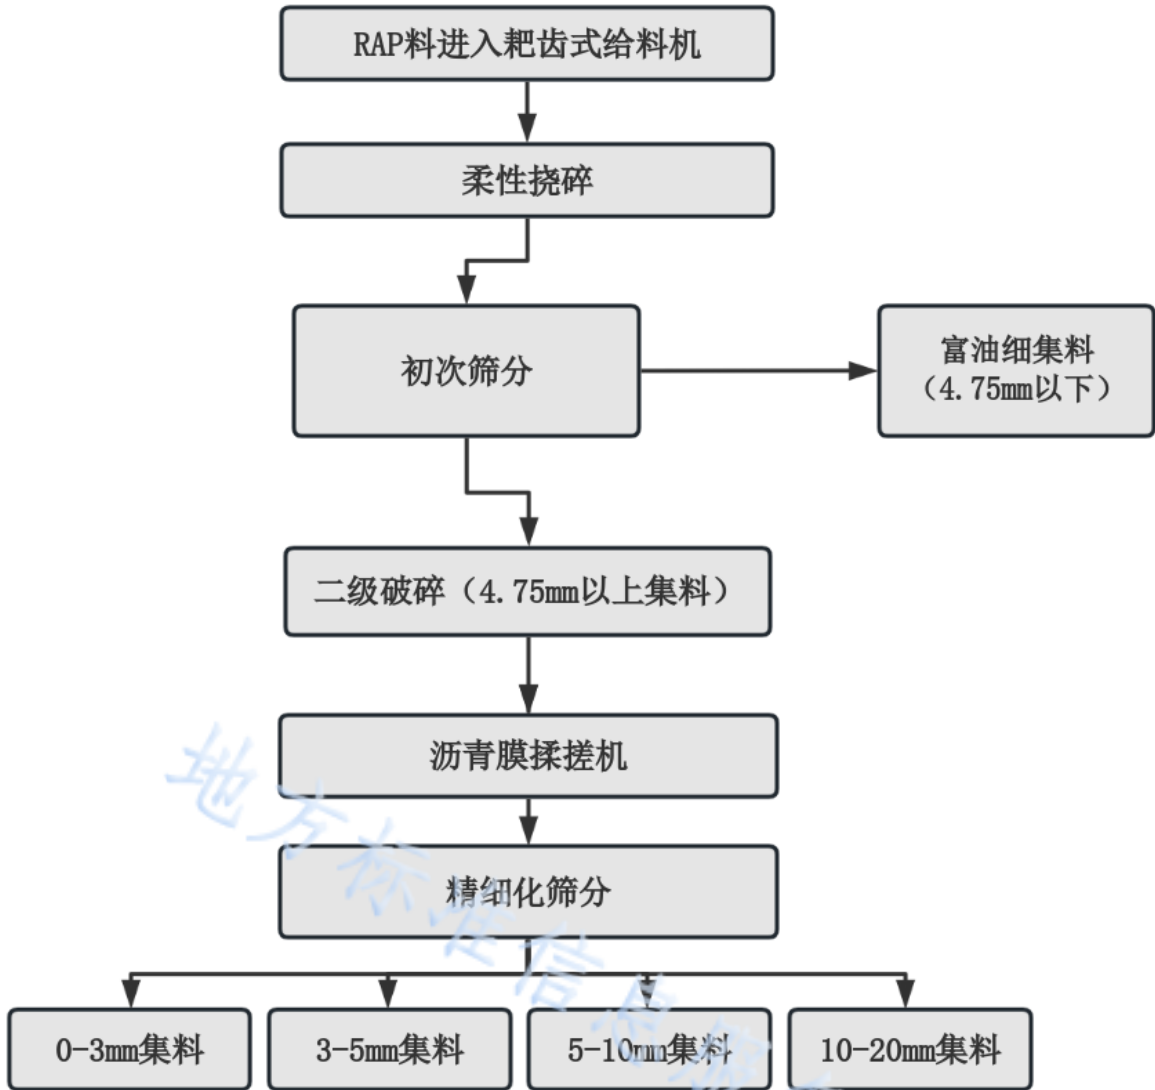 RAP料进入耙齿式给料机
柔性挠碎
初次筛分
富油细集料
（4.75mm以下）
二级破碎（4.75mm以上集料）
沥青膜揉搓机
精细化筛分
0-3mm集料
3-5mm集料
5-10mm集料
10-20mm集料
地方标准信息服